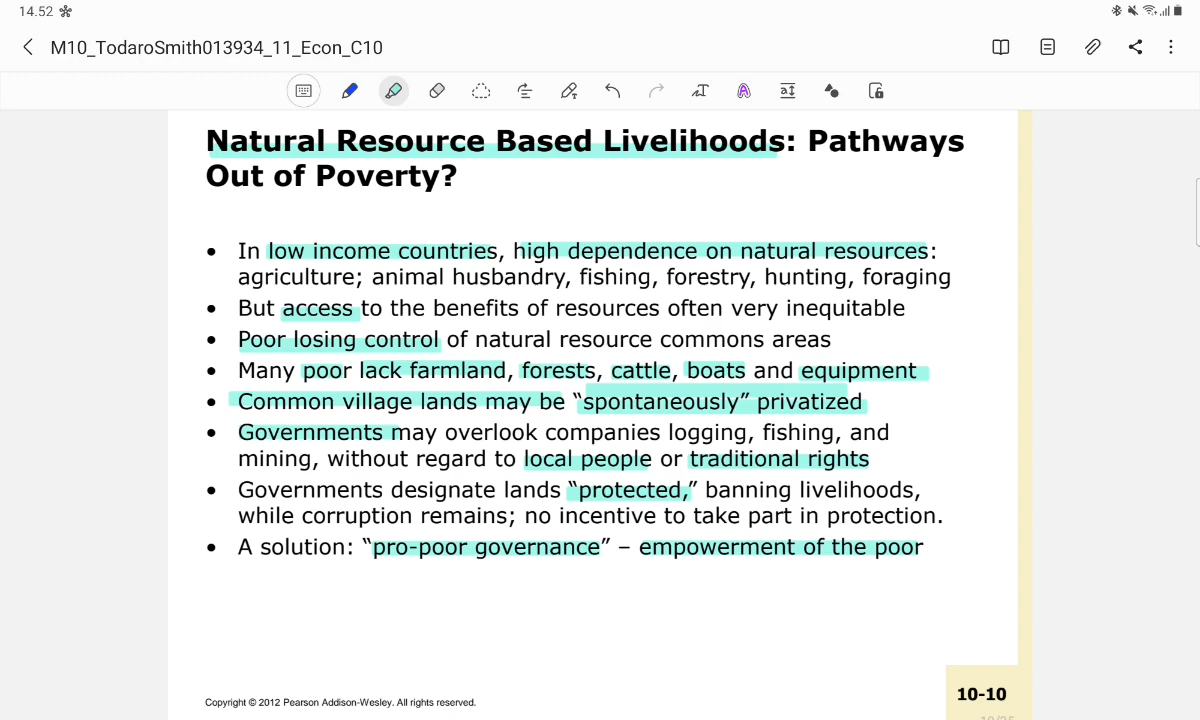 14.52
M10_TodaroSmith013934_11_Econ_C10
Natural Resource Based Livelihoods: Pathways
Out of Poverty?
• In low income countries, high dependence on natural resources:
agriculture; animal husbandry, fishing, forestry, hunting, foraging
• But access to the benefits of resources often very inequitable
• Poor losing control of natural resource commons areas
• Many poor lack farmland, forests, cattle, boats and equipment
• Common village lands may be “spontaneously” privatized
• Governments may overlook companies logging, fishing, and
mining, without regard to local people or traditional rights
• Governments designate lands “protected,” banning livelihoods,
while corruption remains; no incentive to take part in protection.
• A solution: “pro-poor governance” – empowerment of the poor
Copyright © 2012 Pearson Addison-Wesley. All rights reserved.
10-10